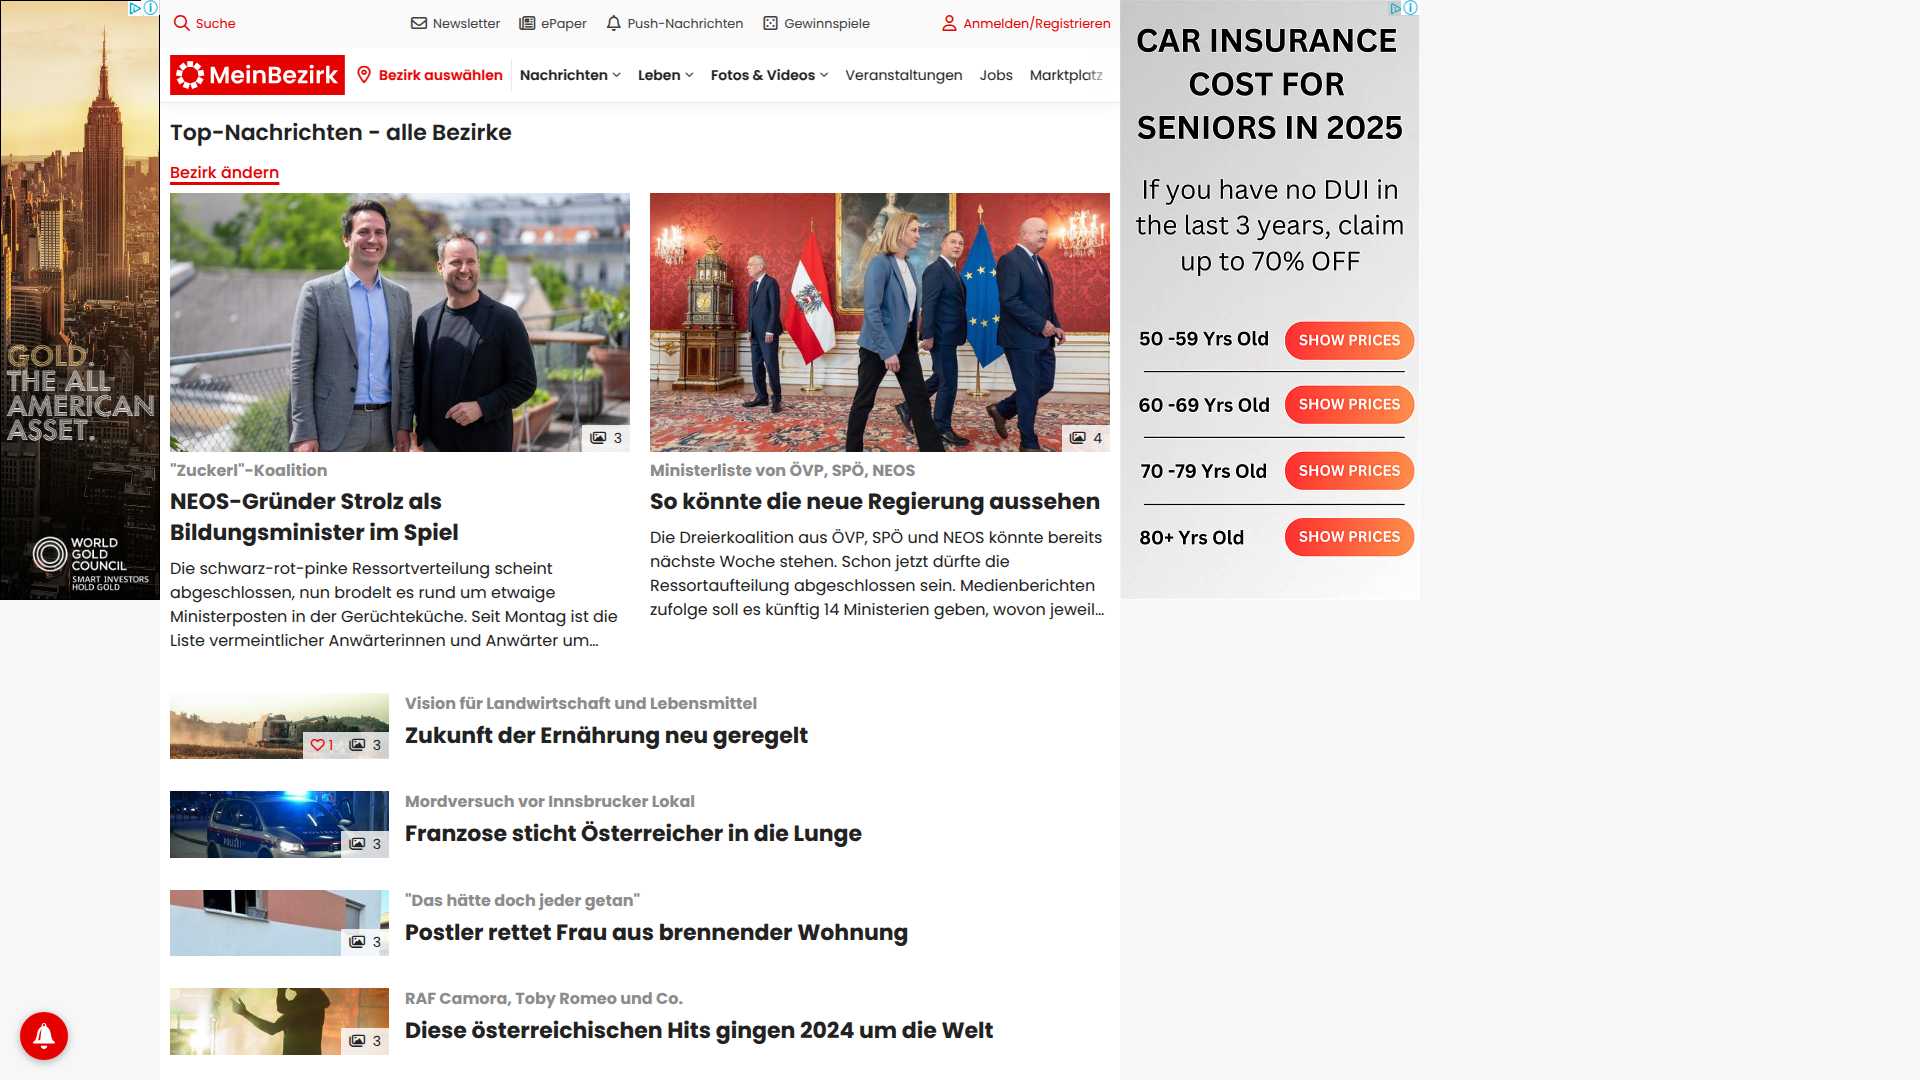 Suche
Newsletter
ePaper
Push-Nachrichten
Gewinnspiele
Anmelden/Registrieren
MeinBezirk
Bezirk auswählen
Nachrichten
Leben
Fotos & Videos
Veranstaltungen
Jobs
Marktplatz
Top-Nachrichten - alle Bezirke
Bezirk ändern
3
"Zuckerl"-Koalition
NEOS-Gründer Strolz als
Bildungsminister im Spiel
Die schwarz-rot-pinke Ressortverteilung scheint
abgeschlossen, nun brodelt es rund um etwaige
Ministerposten in der Gerüchteküche. Seit Montag ist die
Liste vermeintlicher Anwärterinnen und Anwärter um...
4
Ministerliste von ÖVP, SPÖ, NEOS
So könnte die neue Regierung aussehen
Die Dreierkoalition aus ÖVP, SPÖ und NEOS könnte bereits
nächste Woche stehen. Schon jetzt dürfte die
Ressortaufteilung abgeschlossen sein. Medienberichten
zufolge soll es künftig 14 Ministerien geben, wovon jeweil...
1 3
Vision für Landwirtschaft und Lebensmittel
Zukunft der Ernährung neu geregelt
3
Mordversuch vor Innsbrucker Lokal
Franzose sticht Österreicher in die Lunge
3
"Das hätte doch jeder getan"
Postler rettet Frau aus brennender Wohnung
3
RAF Camora, Toby Romeo und Co.
Diese österreichischen Hits gingen 2024 um die Welt
GOLD.
THE ALL-
AMERICAN
ASSET.
WORLD
GOLD
COUNCIL
SMART INVESTORS
HOLD GOLD
CAR INSURANCE
COST FOR
SENIORS IN 2025
If you have no DUI in
the last 3 years, claim
up to 70% OFF
50 -59 Yrs Old SHOW PRICES
60 -69 Yrs Old SHOW PRICES
70 -79 Yrs Old SHOW PRICES
80+ Yrs Old SHOW PRICES